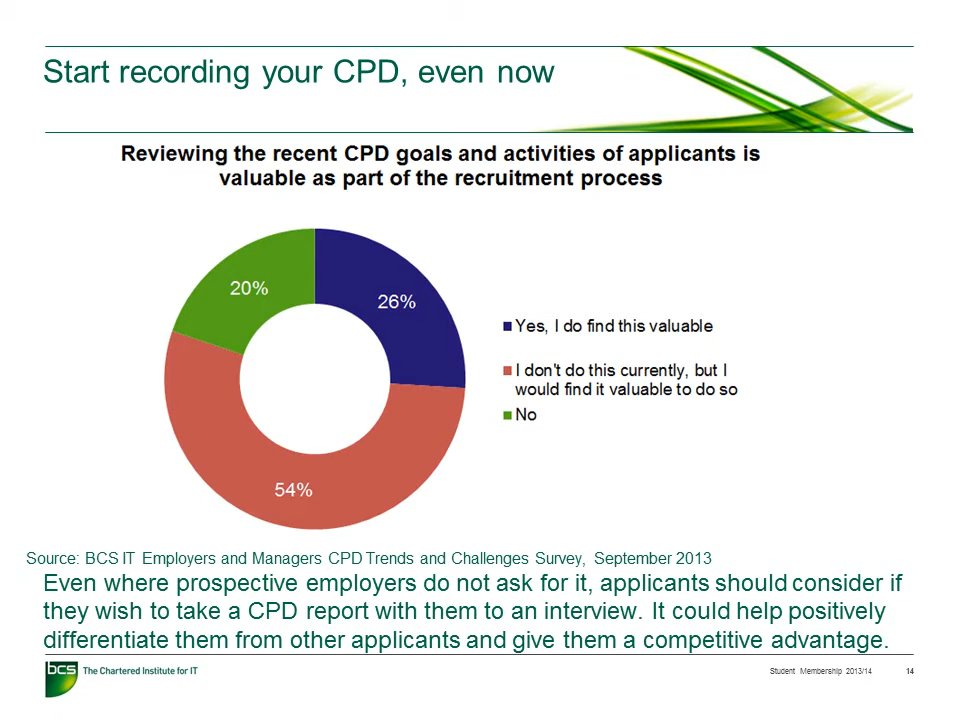 Start recording your CPD, even now
Reviewing the recent CPD goals and activities of applicants is
valuable as part of the recruitment process
20%
26%
54%
Yes, I do find this valuable
I don't do this currently, but I
would find it valuable to do so
No
Source: BCS IT Employers and Managers CPD Trends and Challenges Survey, September 2013
Even where prospective employers do not ask for it, applicants should consider if
they wish to take a CPD report with them to an interview. It could help positively
differentiate them from other applicants and give them a competitive advantage.
bcs The Chartered Institute for IT
Student Membership 2013/14 14